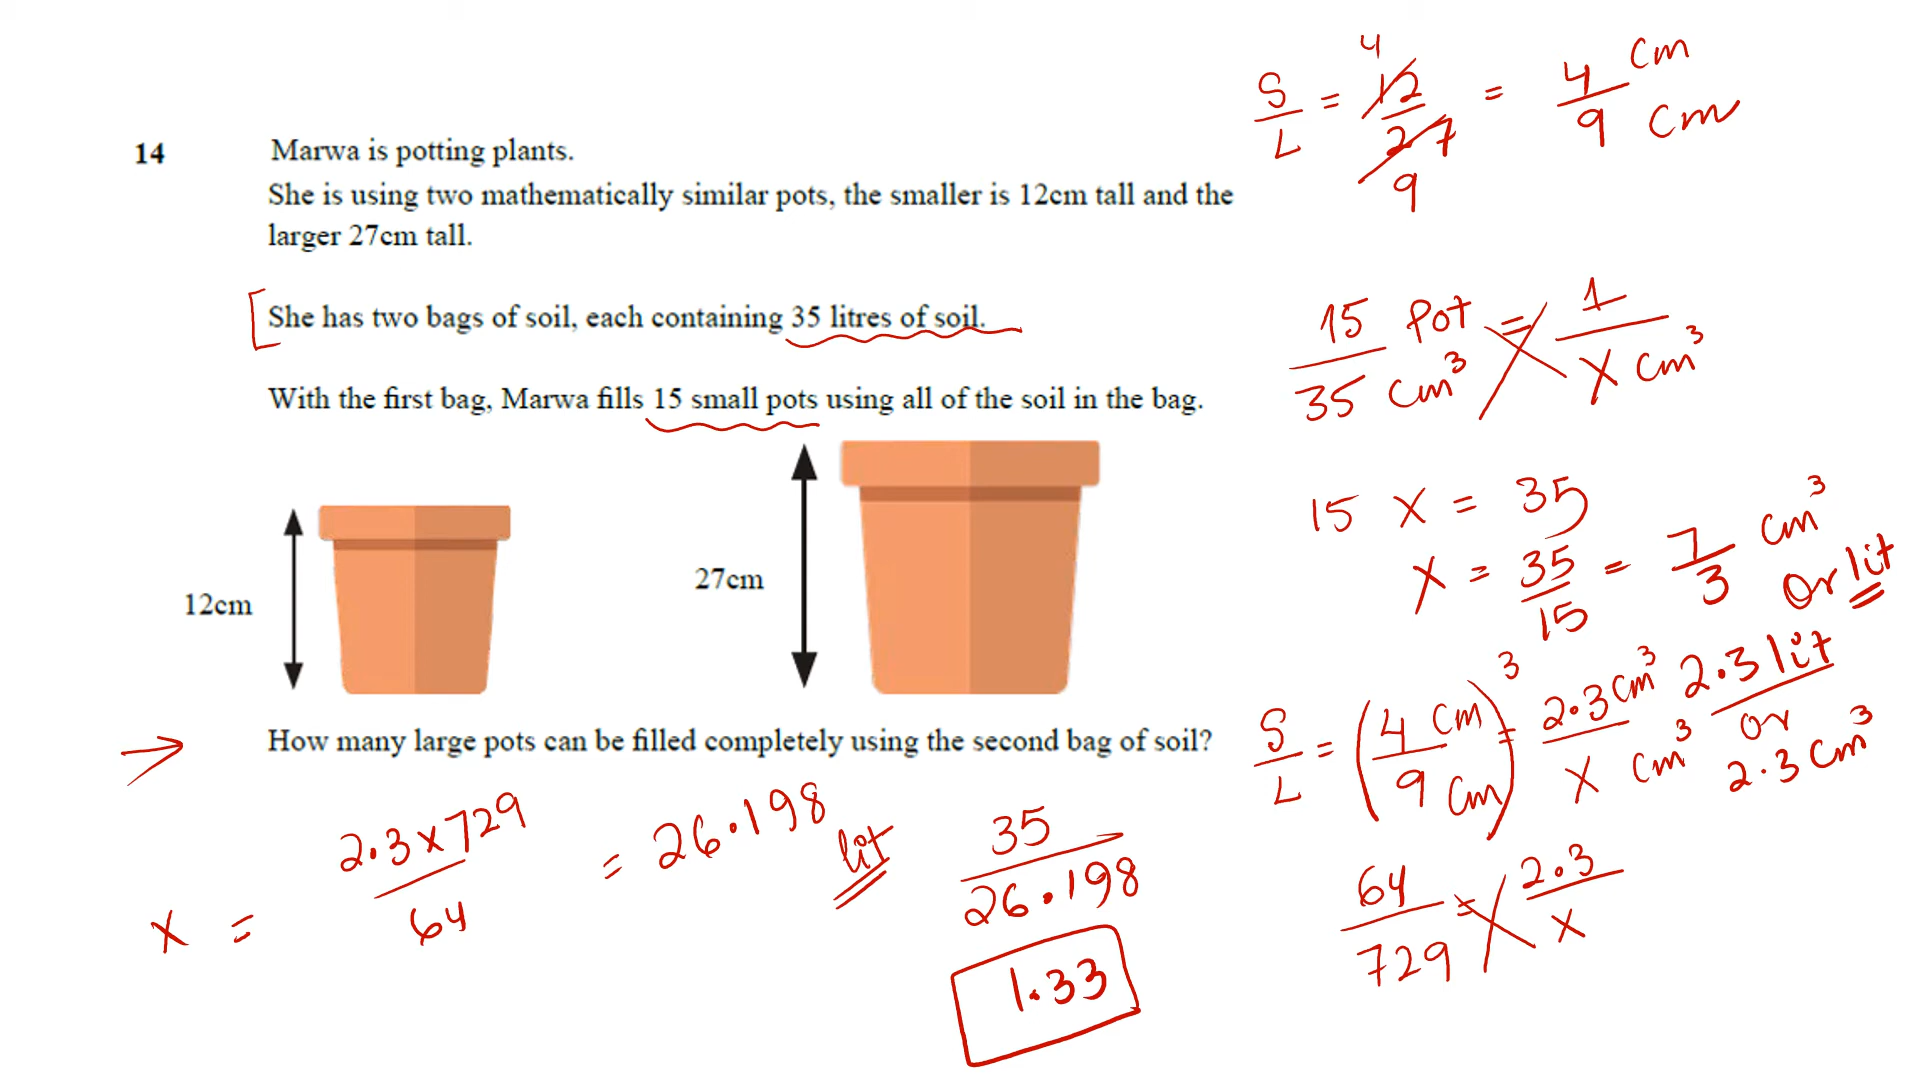 14 Marwa is potting plants.
She is using two mathematically similar pots, the smaller is 12cm tall and the
larger 27cm tall.
She has two bags of soil, each containing 35 litres of soil.
With the first bag, Marwa fills 15 small pots using all of the soil in the bag.
12cm
27cm
How many large pots can be filled completely using the second bag of soil?
S/L = 12/27 = 4/9 cm cm
4
9
15 Pot / 35 cm³ = 1 / x cm³
15 x = 35
x = 35/15 = 7/3 cm³
or lit
2.3 lit
or
2.3 cm³
S/L = (4 cm / 9 cm)³ = 2.3 cm³ / x cm³
64/729 = 2.3/x
x = 2.3x729/64 = 26.198 lit
35/26.198
1.33